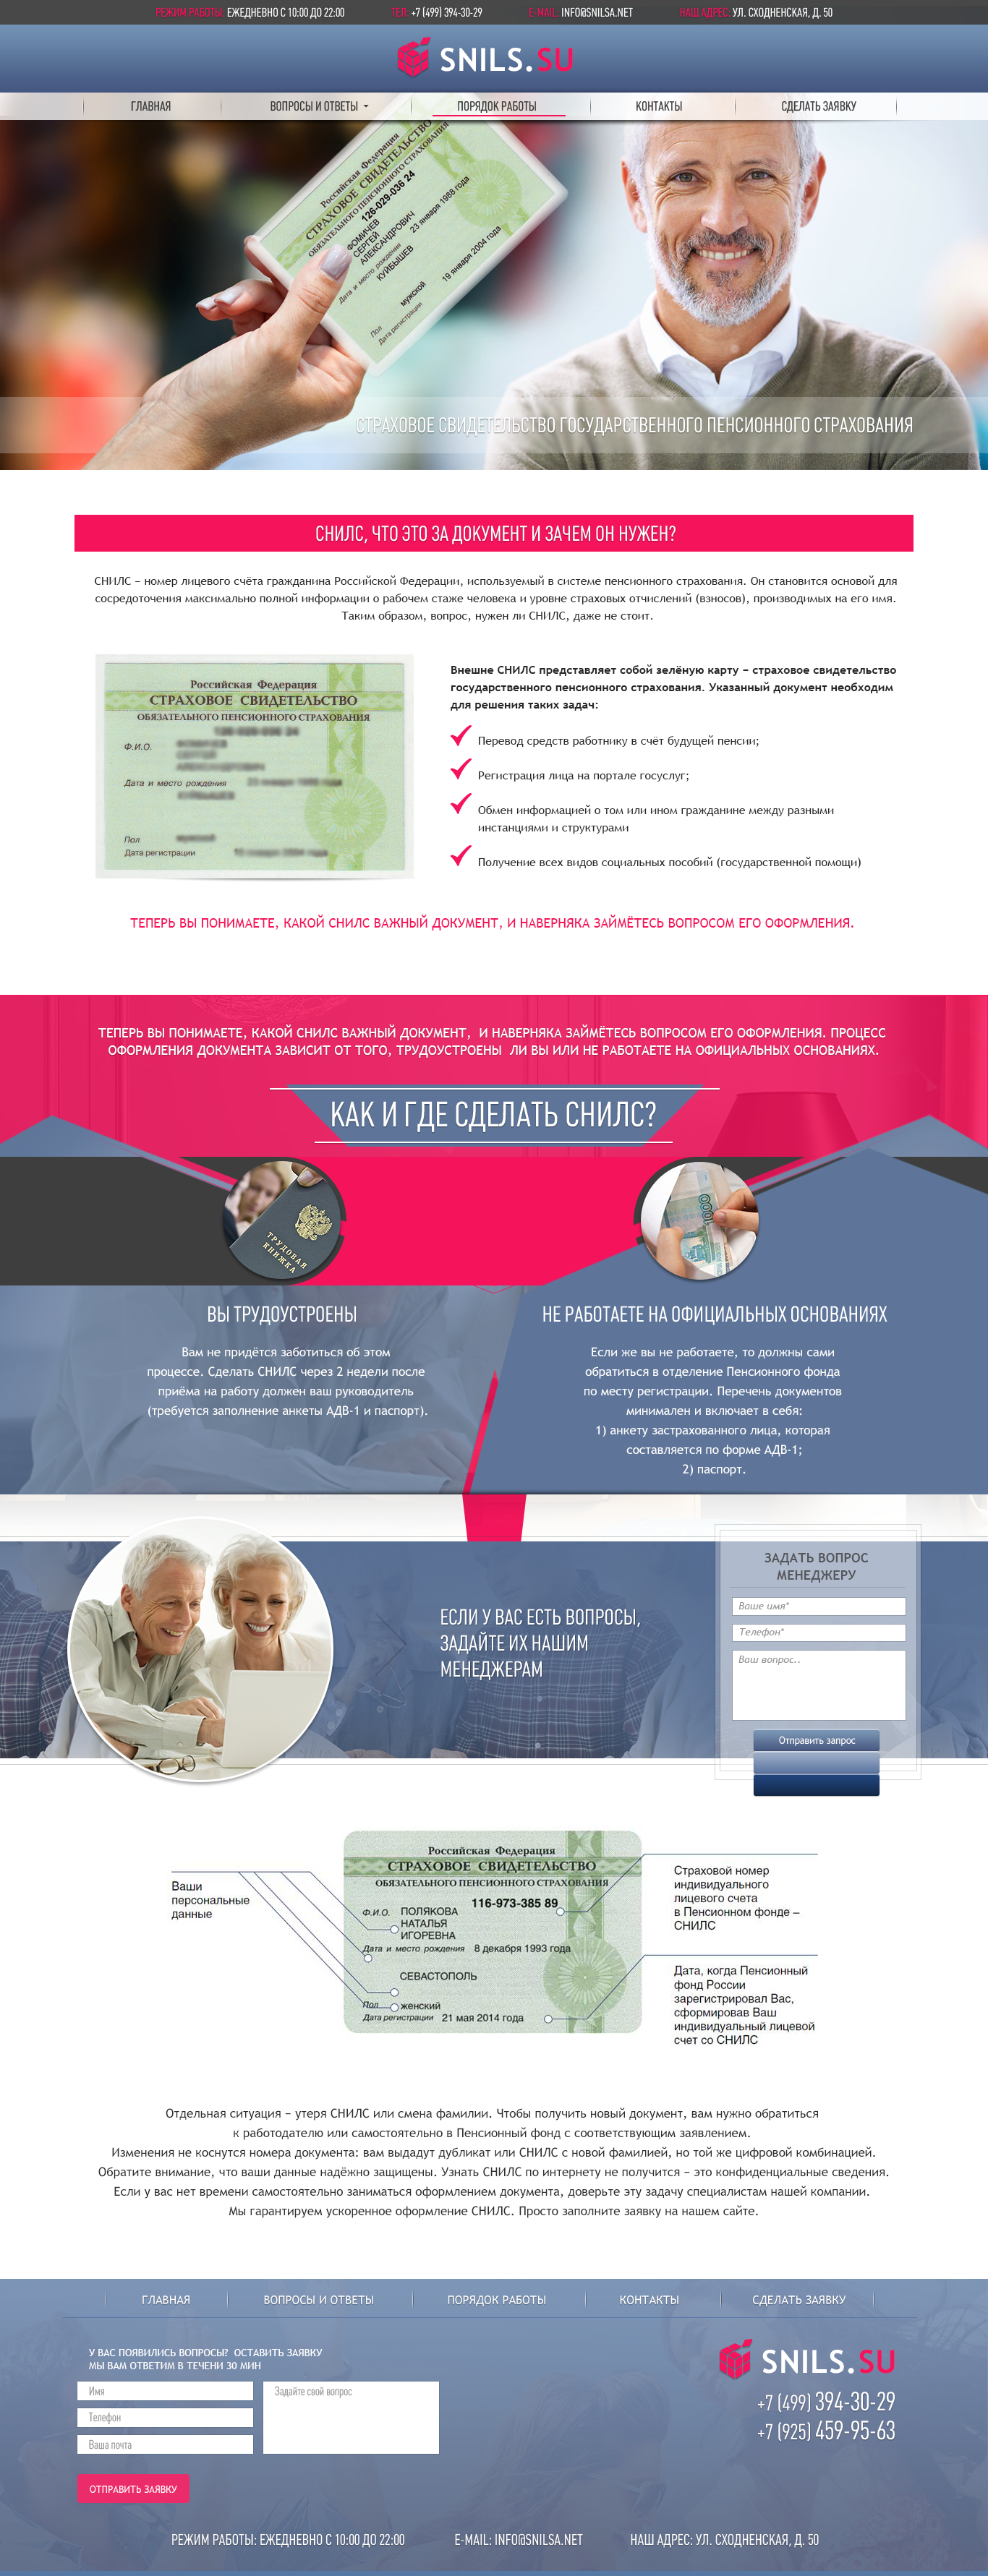 РЕЖИМ РАБОТЫ: ЕЖЕДНЕВНО С 10:00 ДО 22:00 ТЕЛ: +7 (499) 394-30-29 E-MAIL: INFO@SNILSA.NET НАШ АДРЕС: УЛ. СХОДНЕНСКАЯ, Д. 50
SNILS.SU
ГЛАВНАЯ ВОПРОСЫ И ОТВЕТЫ ПОРЯДОК РАБОТЫ КОНТАКТЫ СДЕЛАТЬ ЗАЯВКУ
Российская Федерация
СТРАХОВОЕ СВИДЕТЕЛЬСТВО
ОБЯЗАТЕЛЬНОГО ПЕНСИОННОГО СТРАХОВАНИЯ
126-029-036 24
ФОМИЧЕВ
СЕРГЕЙ
АЛЕКСАНДРОВИЧ
Дата и место рождения 23 января 1988 года
КУЙБЫШЕВ
Пол мужской
Дата регистрации 19 января 2004 года
СТРАХОВОЕ СВИДЕТЕЛЬСТВО ГОСУДАРСТВЕННОГО ПЕНСИОННОГО СТРАХОВАНИЯ
СНИЛС, ЧТО ЭТО ЗА ДОКУМЕНТ И ЗАЧЕМ ОН НУЖЕН?
СНИЛС – номер лицевого счёта гражданина Российской Федерации, используемый в системе пенсионного страхования. Он становится основой для
сосредоточения максимально полной информации о рабочем стаже человека и уровне страховых отчислений (взносов), производимых на его имя.
Таким образом, вопрос, нужен ли СНИЛС, даже не стоит.
Российская Федерация
СТРАХОВОЕ СВИДЕТЕЛЬСТВО
ОБЯЗАТЕЛЬНОГО ПЕНСИОННОГО СТРАХОВАНИЯ
Ф.И.О.
Дата и место рождения
Пол
Дата регистрации
Внешне СНИЛС представляет собой зелёную карту – страховое свидетельство
государственного пенсионного страхования. Указанный документ необходим
для решения таких задач:
Перевод средств работнику в счёт будущей пенсии;
Регистрация лица на портале госуслуг;
Обмен информацией о том или ином гражданине между разными
инстанциями и структурами
Получение всех видов социальных пособий (государственной помощи)
ТЕПЕРЬ ВЫ ПОНИМАЕТЕ, КАКОЙ СНИЛС ВАЖНЫЙ ДОКУМЕНТ, И НАВЕРНЯКА ЗАЙМЁТЕСЬ ВОПРОСОМ ЕГО ОФОРМЛЕНИЯ.
ТЕПЕРЬ ВЫ ПОНИМАЕТЕ, КАКОЙ СНИЛС ВАЖНЫЙ ДОКУМЕНТ, И НАВЕРНЯКА ЗАЙМЁТЕСЬ ВОПРОСОМ ЕГО ОФОРМЛЕНИЯ. ПРОЦЕСС
ОФОРМЛЕНИЯ ДОКУМЕНТА ЗАВИСИТ ОТ ТОГО, ТРУДОУСТРОЕНЫ ЛИ ВЫ ИЛИ НЕ РАБОТАЕТЕ НА ОФИЦИАЛЬНЫХ ОСНОВАНИЯХ.
КАК И ГДЕ СДЕЛАТЬ СНИЛС?
ТРУДОВАЯ
КНИЖКА
1000
ВЫ ТРУДОУСТРОЕНЫ
Вам не придётся заботиться об этом
процессе. Сделать СНИЛС через 2 недели после
приёма на работу должен ваш руководитель
(требуется заполнение анкеты АДВ-1 и паспорт).
НЕ РАБОТАЕТЕ НА ОФИЦИАЛЬНЫХ ОСНОВАНИЯХ
Если же вы не работаете, то должны сами
обратиться в отделение Пенсионного фонда
по месту регистрации. Перечень документов
минимален и включает в себя:
1) анкету застрахованного лица, которая
составляется по форме АДВ-1;
2) паспорт.
ЕСЛИ У ВАС ЕСТЬ ВОПРОСЫ,
ЗАДАЙТЕ ИХ НАШИМ
МЕНЕДЖЕРАМ
ЗАДАТЬ ВОПРОС
МЕНЕДЖЕРУ
Ваше имя*
Телефон*
Ваш вопрос..
Отправить запрос
Ваши
персональные
данные
Российская Федерация
СТРАХОВОЕ СВИДЕТЕЛЬСТВО
ОБЯЗАТЕЛЬНОГО ПЕНСИОННОГО СТРАХОВАНИЯ
116-973-385 89
Ф.И.О. ПОЛЯКОВА
НАТАЛЬЯ
ИГОРЕВНА
Дата и место рождения 8 декабря 1993 года
СЕВАСТОПОЛЬ
Пол женский
Дата регистрации 21 мая 2014 года
Страховой номер
индивидуального
лицевого счета
в Пенсионном фонде –
СНИЛС
Дата, когда Пенсионный
фонд России
зарегистрировал Вас,
сформировав Ваш
индивидуальный лицевой
счет со СНИЛС
Отдельная ситуация – утеря СНИЛС или смена фамилии. Чтобы получить новый документ, вам нужно обратиться
к работодателю или самостоятельно в Пенсионный фонд с соответствующим заявлением.
Изменения не коснутся номера документа: вам выдадут дубликат или СНИЛС с новой фамилией, но той же цифровой комбинацией.
Обратите внимание, что ваши данные надёжно защищены. Узнать СНИЛС по интернету не получится – это конфиденциальные сведения.
Если у вас нет времени самостоятельно заниматься оформлением документа, доверьте эту задачу специалистам нашей компании.
Мы гарантируем ускоренное оформление СНИЛС. Просто заполните заявку на нашем сайте.
ГЛАВНАЯ ВОПРОСЫ И ОТВЕТЫ ПОРЯДОК РАБОТЫ КОНТАКТЫ СДЕЛАТЬ ЗАЯВКУ
У ВАС ПОЯВИЛИСЬ ВОПРОСЫ? ОСТАВИТЬ ЗАЯВКУ
МЫ ВАМ ОТВЕТИМ В ТЕЧЕНИ 30 МИН
Имя
Телефон
Ваша почта
Задайте свой вопрос
ОТПРАВИТЬ ЗАЯВКУ
SNILS.SU
+7 (499) 394-30-29
+7 (925) 459-95-63
РЕЖИМ РАБОТЫ: ЕЖЕДНЕВНО С 10:00 ДО 22:00 E-MAIL: INFO@SNILSA.NET НАШ АДРЕС: УЛ. СХОДНЕНСКАЯ, Д. 50